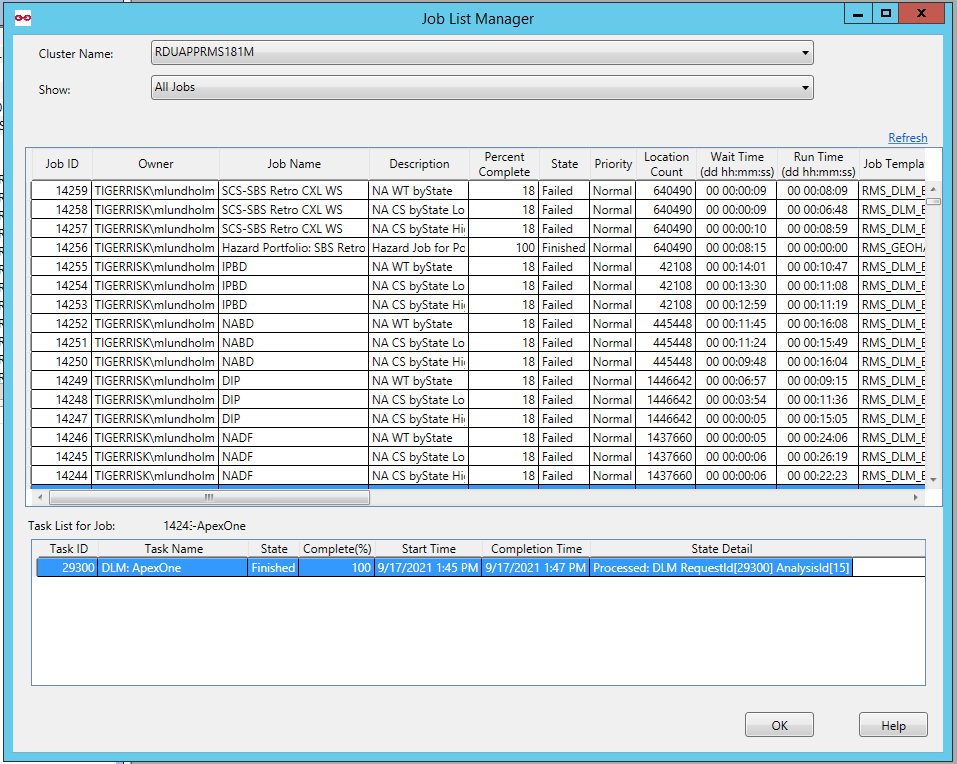 Job List Manager
Cluster Name: RDUAPPRMS181M
Show: All Jobs
Refresh
Job ID Owner Job Name Description Percent Complete State Priority Location Count Wait Time (dd hh:mm:ss) Run Time (dd hh:mm:ss) Job Templa
14259 TIGERRISK\mlundholm SCS-SBS Retro CXL WS NA WT byState 18 Failed Normal 640490 00 00:00:09 00 00:08:09 RMS_DLM_E
14258 TIGERRISK\mlundholm SCS-SBS Retro CXL WS NA CS byState Lo 18 Failed Normal 640490 00 00:00:09 00 00:06:48 RMS_DLM_E
14257 TIGERRISK\mlundholm SCS-SBS Retro CXL WS NA CS byState Hi 18 Failed Normal 640490 00 00:00:10 00 00:08:59 RMS_DLM_E
14256 TIGERRISK\mlundholm Hazard Portfolio: SBS Retro Hazard Job for Po 100 Finished Normal 640490 00 00:08:15 00 00:00:00 RMS_GEOHA
14255 TIGERRISK\mlundholm IPBD NA WT byState 18 Failed Normal 42108 00 00:14:01 00 00:10:47 RMS_DLM_E
14254 TIGERRISK\mlundholm IPBD NA CS byState Lo 18 Failed Normal 42108 00 00:13:30 00 00:11:08 RMS_DLM_E
14253 TIGERRISK\mlundholm IPBD NA CS byState Hi 18 Failed Normal 42108 00 00:12:59 00 00:11:19 RMS_DLM_E
14252 TIGERRISK\mlundholm NABD NA WT byState 18 Failed Normal 445448 00 00:11:45 00 00:16:08 RMS_DLM_E
14251 TIGERRISK\mlundholm NABD NA CS byState Lo 18 Failed Normal 445448 00 00:11:24 00 00:15:49 RMS_DLM_E
14250 TIGERRISK\mlundholm NABD NA CS byState Hi 18 Failed Normal 445448 00 00:09:48 00 00:16:04 RMS_DLM_E
14249 TIGERRISK\mlundholm DIP NA WT byState 18 Failed Normal 1446642 00 00:06:57 00 00:09:15 RMS_DLM_E
14248 TIGERRISK\mlundholm DIP NA CS byState Lo 18 Failed Normal 1446642 00 00:03:54 00 00:11:36 RMS_DLM_E
14247 TIGERRISK\mlundholm DIP NA CS byState Hi 18 Failed Normal 1446642 00 00:00:05 00 00:15:05 RMS_DLM_E
14246 TIGERRISK\mlundholm NADF NA WT byState 18 Failed Normal 1437660 00 00:00:05 00 00:24:06 RMS_DLM_E
14245 TIGERRISK\mlundholm NADF NA CS byState Lo 18 Failed Normal 1437660 00 00:00:06 00 00:26:19 RMS_DLM_E
14244 TIGERRISK\mlundholm NADF NA CS byState Hi 18 Failed Normal 1437660 00 00:00:06 00 00:22:23 RMS_DLM_E
Task List for Job: -ApexOne
Task ID Task Name State Complete(%) Start Time Completion Time State Detail
29300 DLM: ApexOne Finished 100 9/17/2021 1:45 PM 9/17/2021 1:47 PM Processed: DLM RequestId[29300] AnalysisId[15]
OK Help